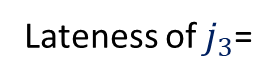 Lateness of j₃=